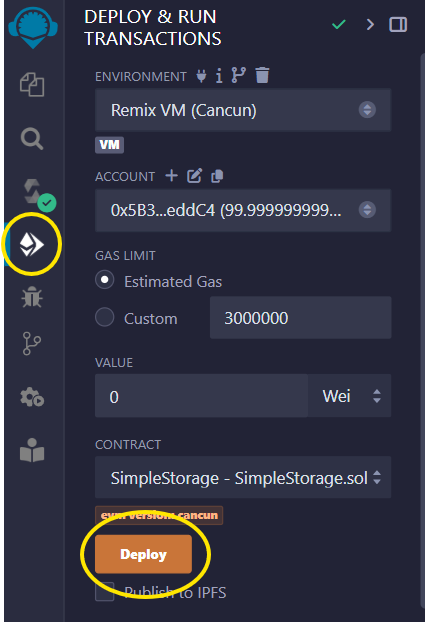 DEPLOY & RUN
TRANSACTIONS
ENVIRONMENT
Remix VM (Cancun)
VM
ACCOUNT
0x5B3...eddC4 (99.999999999...
GAS LIMIT
Estimated Gas
Custom
3000000
VALUE
0
Wei
CONTRACT
SimpleStorage - SimpleStorage.sol
evm version: cancun
Deploy
Publish to IPFS